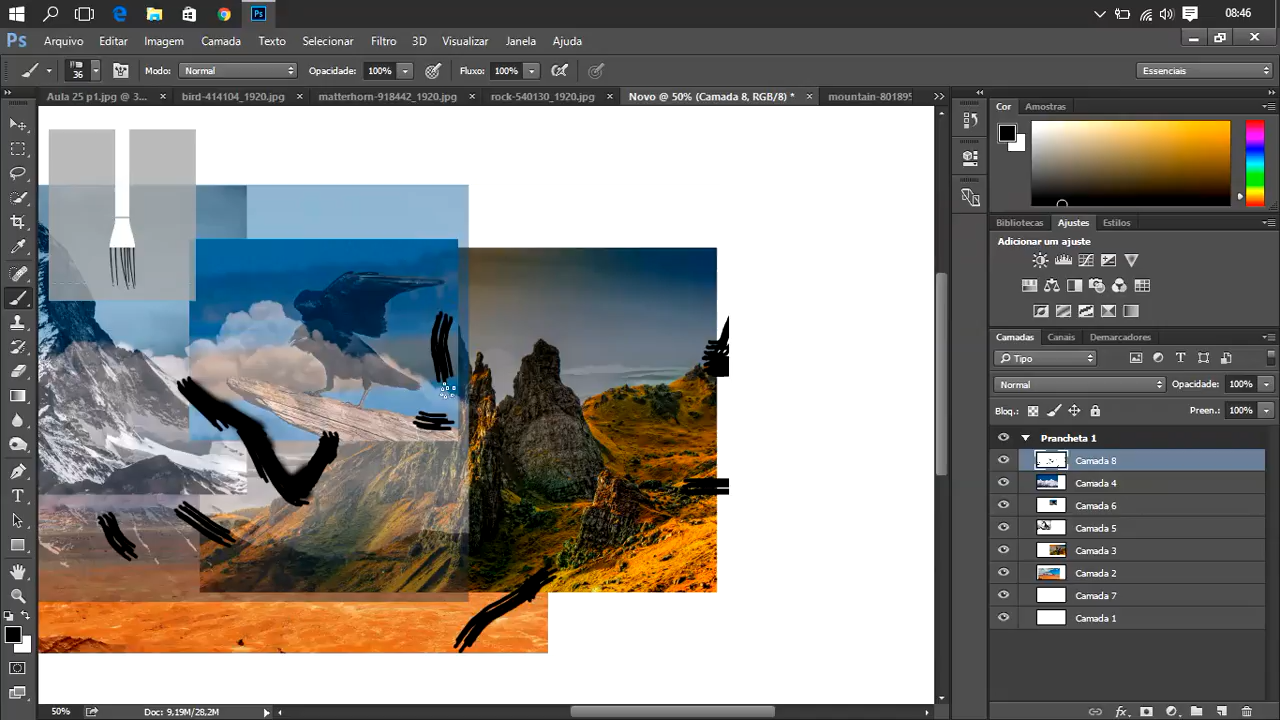 08:46
Ps
Arquivo Editar Imagem Camada Texto Selecionar Filtro 3D Visualizar Janela Ajuda
36 Modo: Normal Opacidade: 100% Fluxo: 100% Essenciais
Aula 25 p1.jpg @ 3... × bird-414104_1920.jpg × matterhorn-918442_1920.jpg × rock-540130_1920.jpg × Novo @ 50% (Camada 8, RGB/8) * × mountain-801895
Cor Amostras
Bibliotecas Ajustes Estilos
Adicionar um ajuste
Camadas Canais Demarcadores
Tipo
Normal Opacidade: 100%
Bloq.: Preen.: 100%
Prancheta 1
Camada 8
Camada 4
Camada 6
Camada 5
Camada 3
Camada 2
Camada 7
Camada 1
50% Doc: 9,19M/28,2M